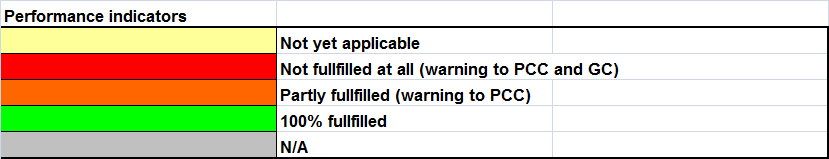 Performance indicators
Not yet applicable
Not fullfilled at all (warning to PCC and GC)
Partly fullfilled (warning to PCC)
100% fullfilled
N/A